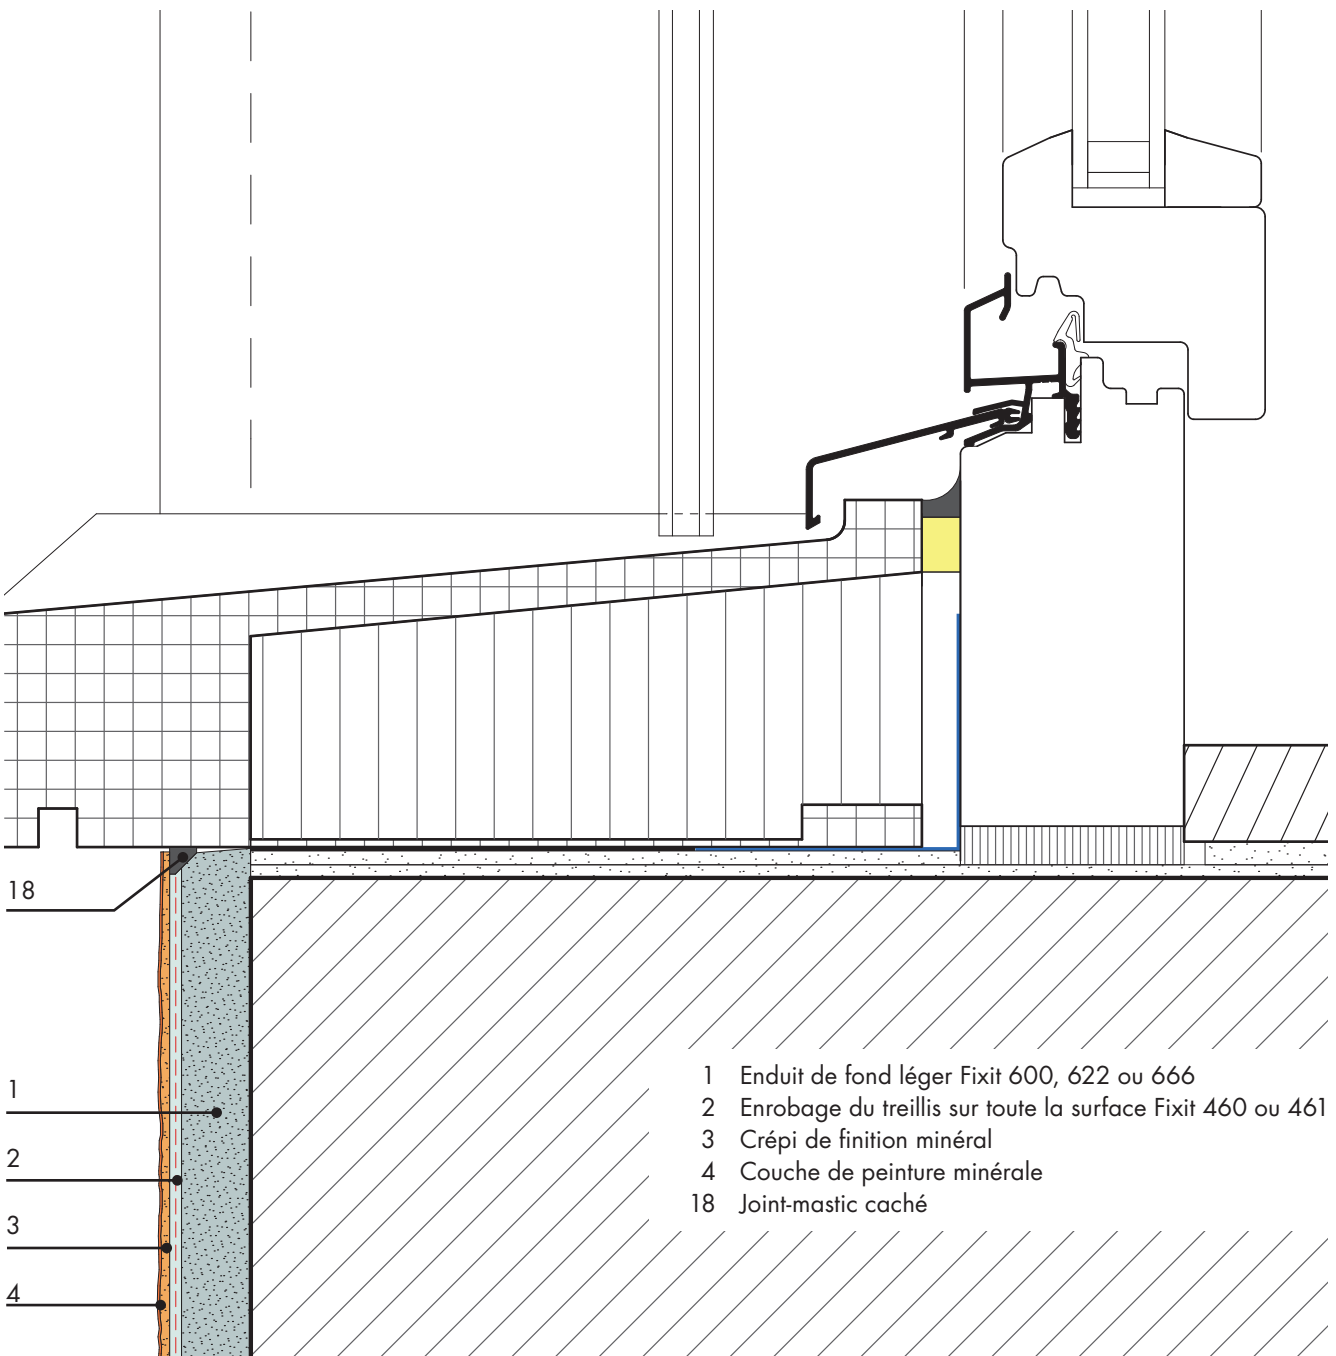 18
1
2
3
4
1 Enduit de fond léger Fixit 600, 622 ou 666
2 Enrobage du treillis sur toute la surface Fixit 460 ou 461
3 Crépi de finition minéral
4 Couche de peinture minérale
18 Joint-mastic caché